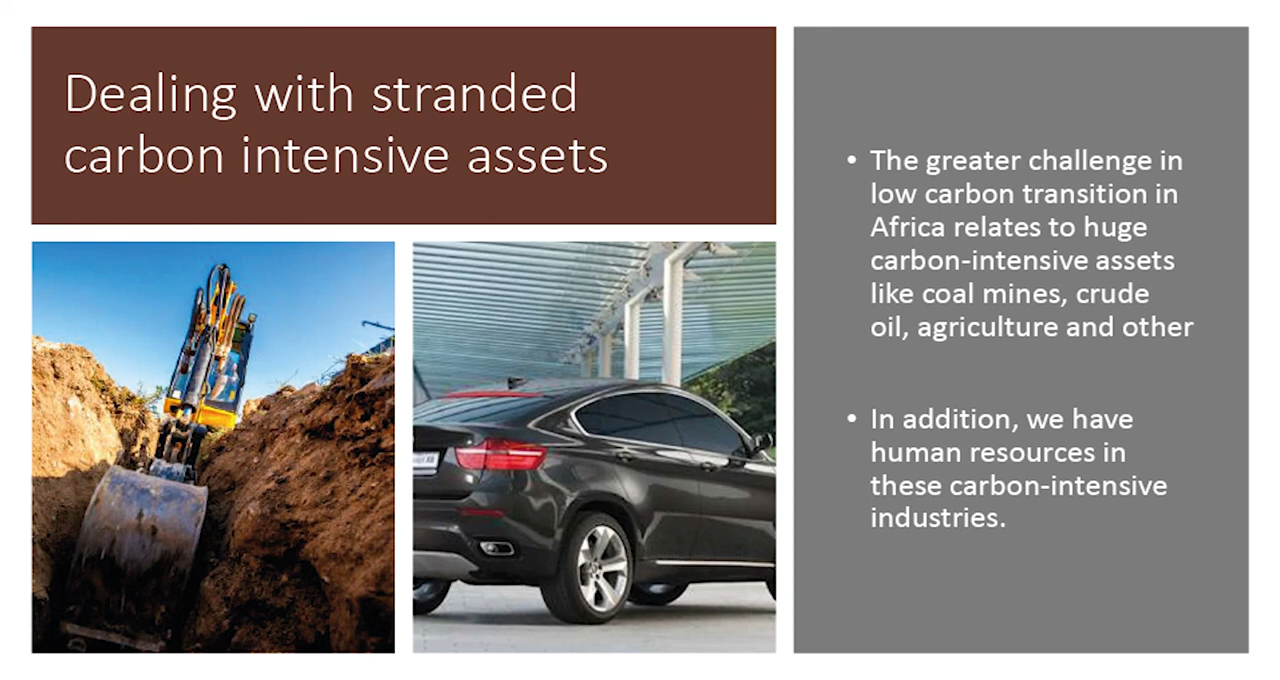 Dealing with stranded
carbon intensive assets
• The greater challenge in
low carbon transition in
Africa relates to huge
carbon-intensive assets
like coal mines, crude
oil, agriculture and other
• In addition, we have
human resources in
these carbon-intensive
industries.